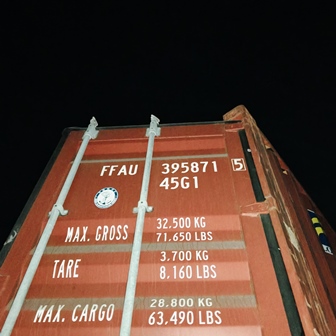 FFAU 395871 5
45G1
MAX. GROSS 32.500 KG
71.650 LBS
TARE 3.700 KG
8,160 LBS
MAX. CARGO 28.800 KG
63,490 LBS